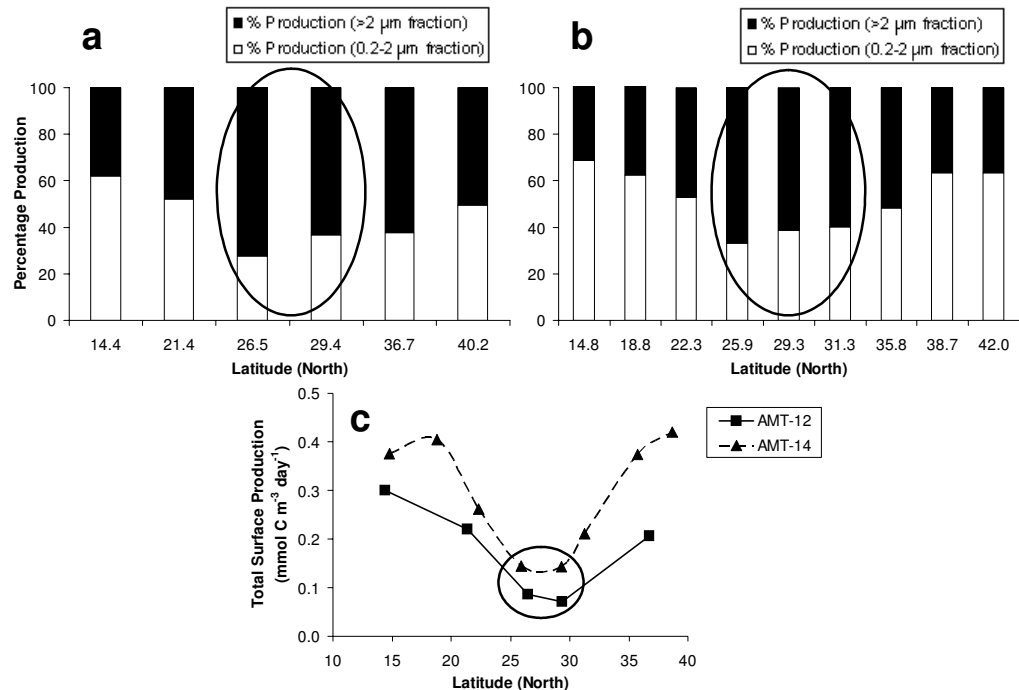 a
% Production (>2 µm fraction)
% Production (0.2-2 µm fraction)
Percentage Production
100
80
60
40
20
0
14.4 21.4 26.5 29.4 36.7 40.2
Latitude (North)
b
% Production (>2 µm fraction)
% Production (0.2-2 µm fraction)
100
80
60
40
20
0
14.8 18.8 22.3 25.9 29.3 31.3 35.8 38.7 42.0
Latitude (North)
c
Total Surface Production
(mmol C m⁻³ day⁻¹)
0.5
0.4
0.3
0.2
0.1
0.0
10 15 20 25 30 35 40
Latitude (North)
AMT-12
AMT-14